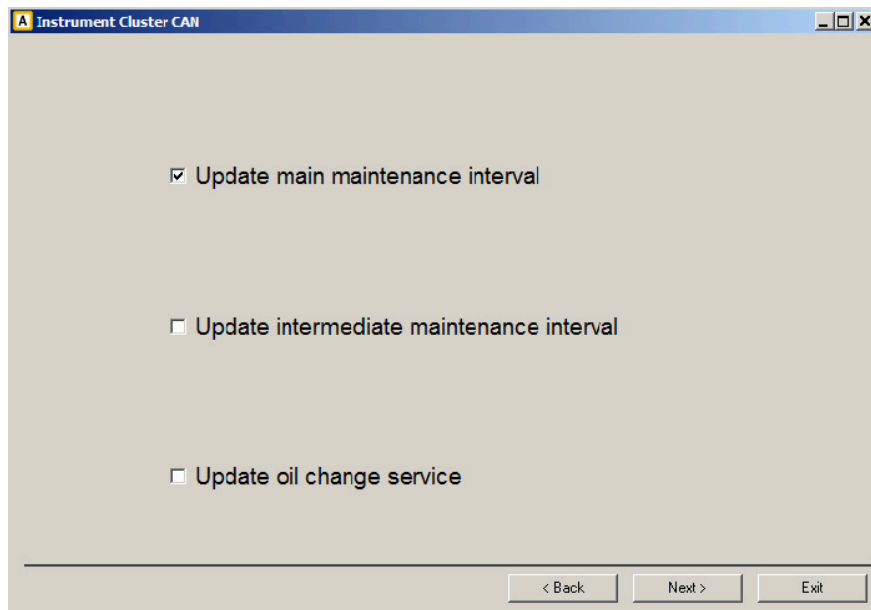 A Instrument Cluster CAN
Update main maintenance interval
Update intermediate maintenance interval
Update oil change service
< Back Next > Exit